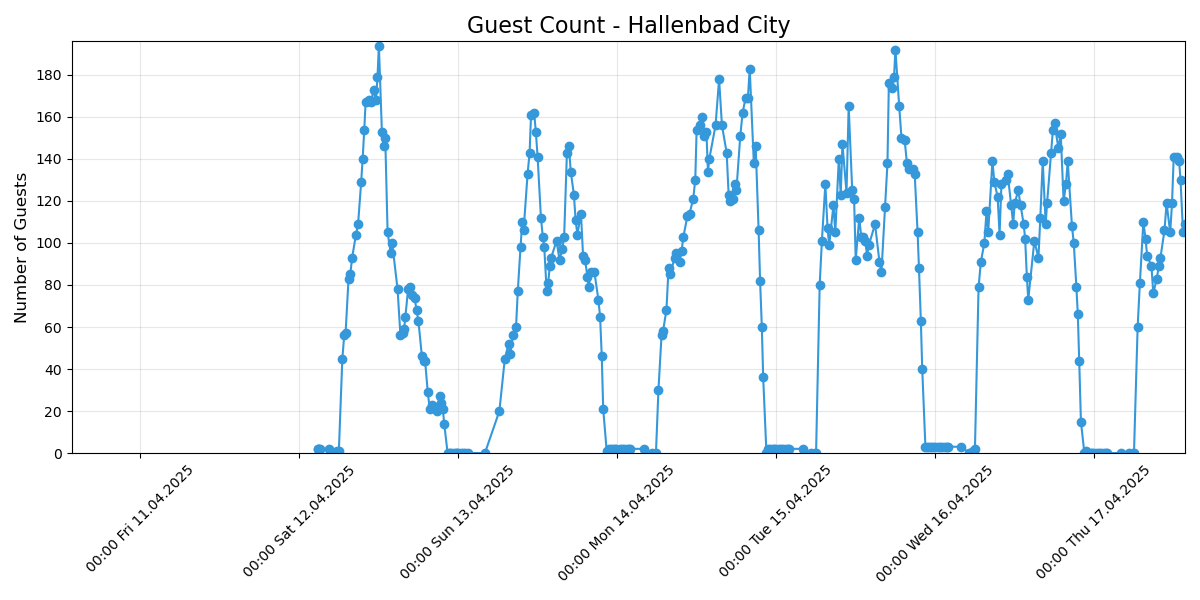 Guest Count - Hallenbad City
Number of Guests
180
160
140
120
100
80
60
40
20
0
00:00 Fri 11.04.2025
00:00 Sat 12.04.2025
00:00 Sun 13.04.2025
00:00 Mon 14.04.2025
00:00 Tue 15.04.2025
00:00 Wed 16.04.2025
00:00 Thu 17.04.2025